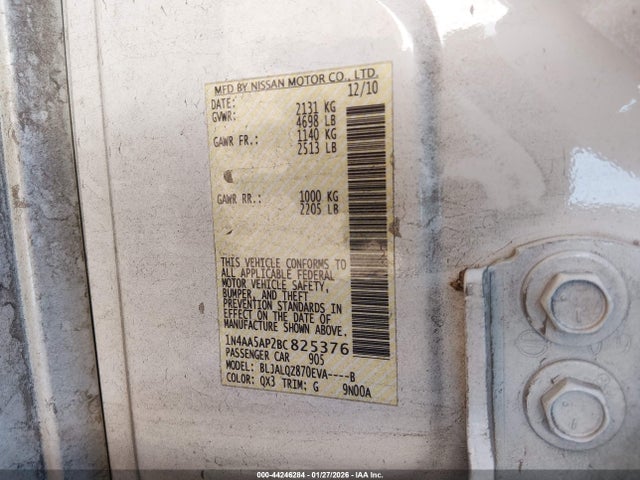 MFD BY NISSAN MOTOR CO., LTD.
DATE: 12/10
GVWR: 2131 KG
4698 LB
GAWR FR.: 1140 KG
2513 LB
GAWR RR.: 1000 KG
2205 LB
THIS VEHICLE CONFORMS TO
ALL APPLICABLE FEDERAL
MOTOR VEHICLE SAFETY,
BUMPER, AND THEFT
PREVENTION STANDARDS IN
EFFECT ON THE DATE OF
MANUFACTURE SHOWN ABOVE.
1N4AA5AP2BC825376
PASSENGER CAR 905
MODEL: BLJALQZ870EVA----B
COLOR: QX3 TRIM: G 9N00A
000-44246284 | 01/27/2026 | IAA Inc.